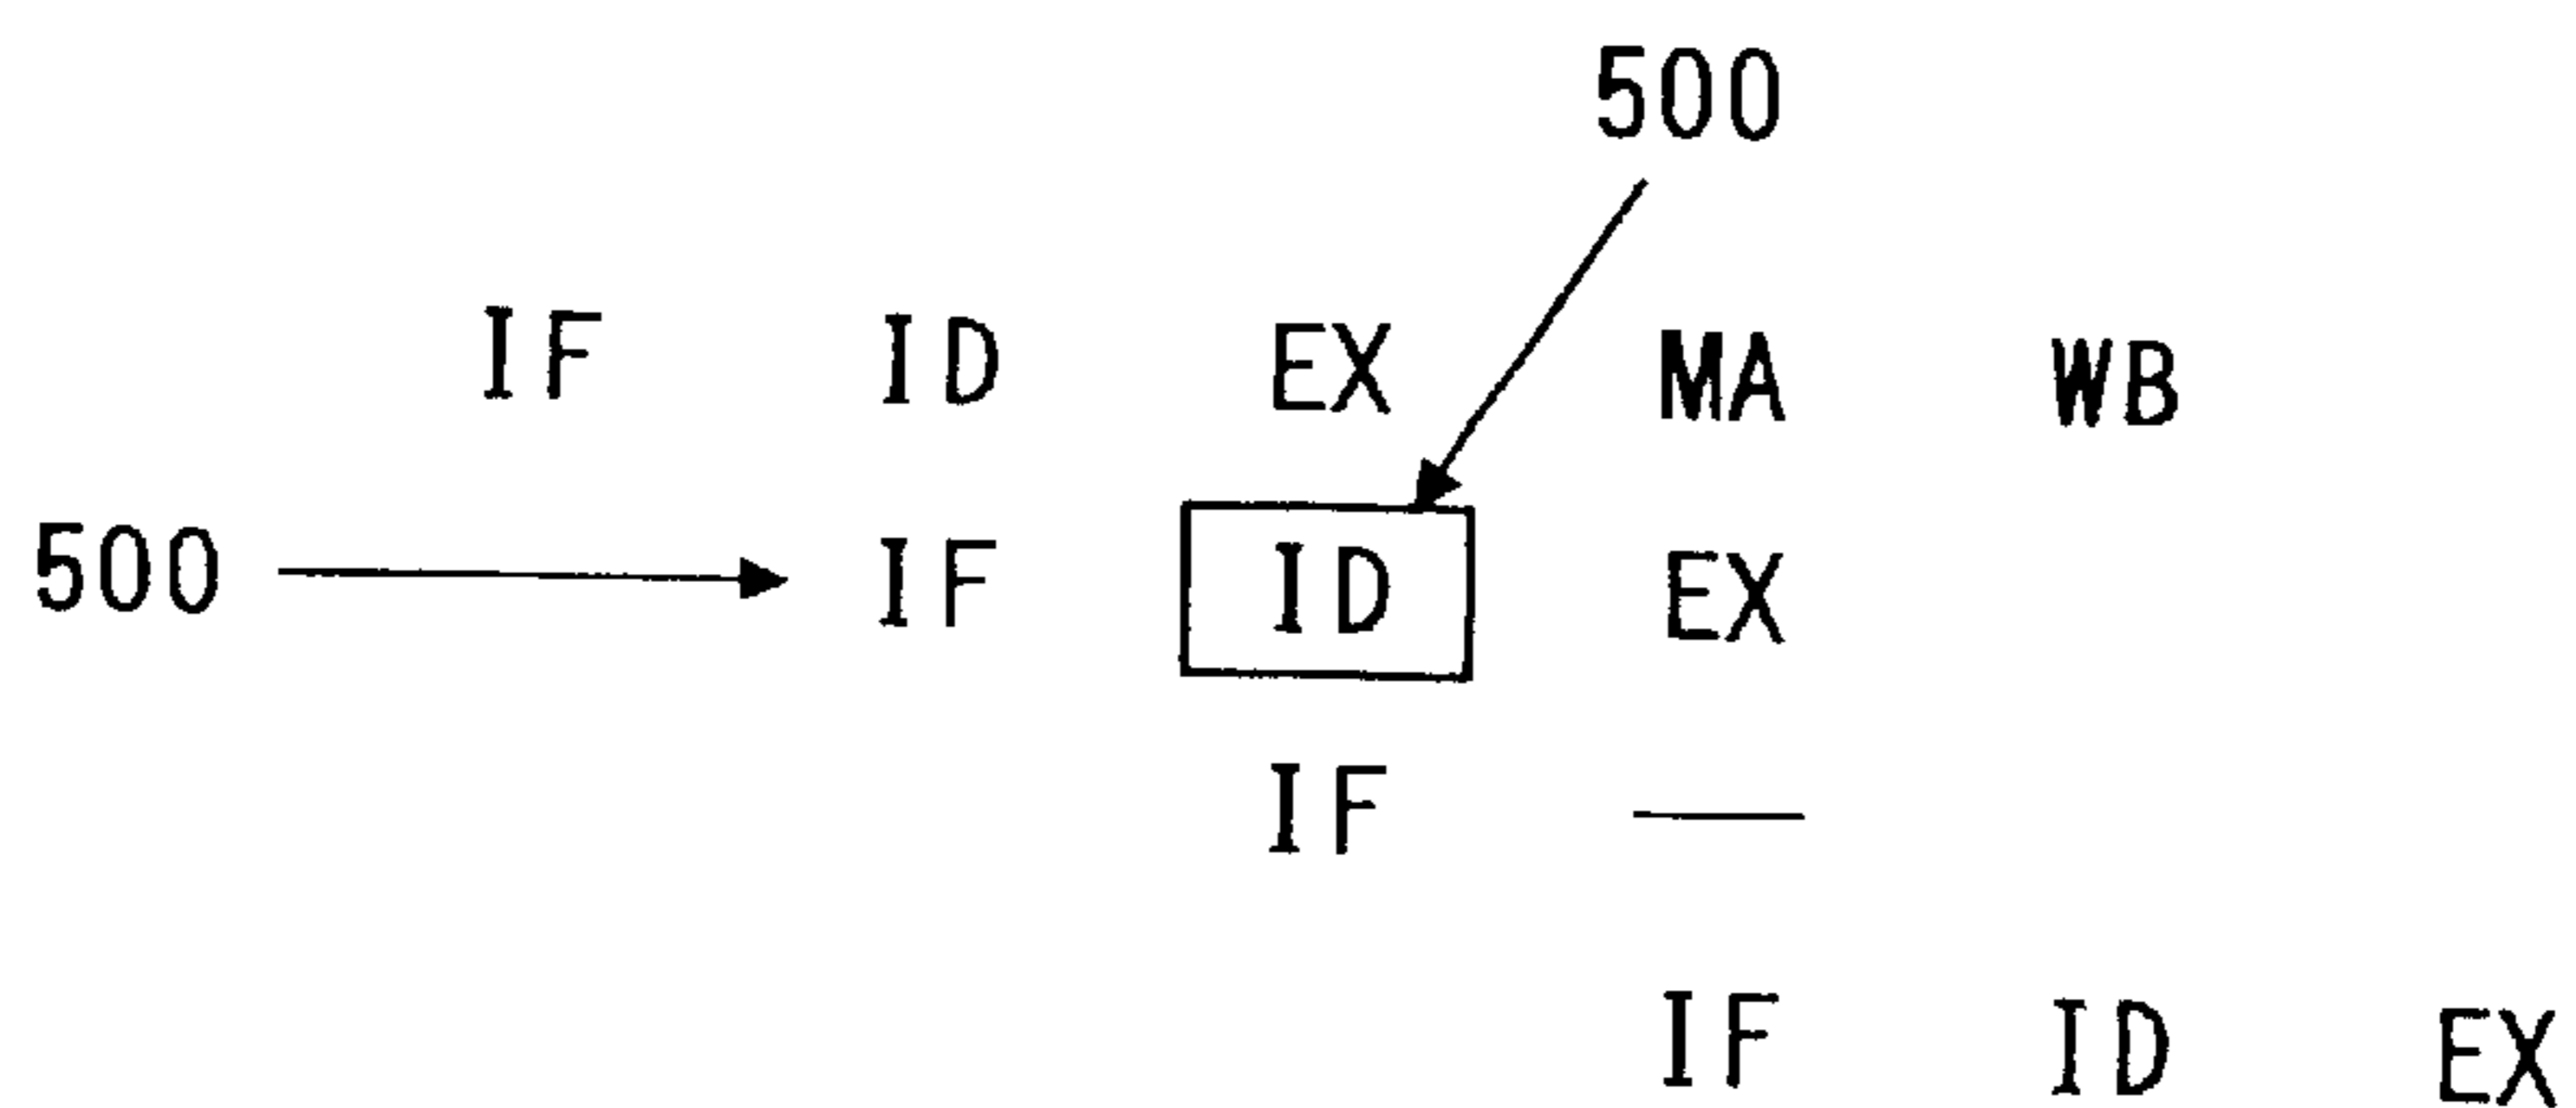 500
IF ID EX MA WB
500 IF ID EX
IF —
IF ID EX